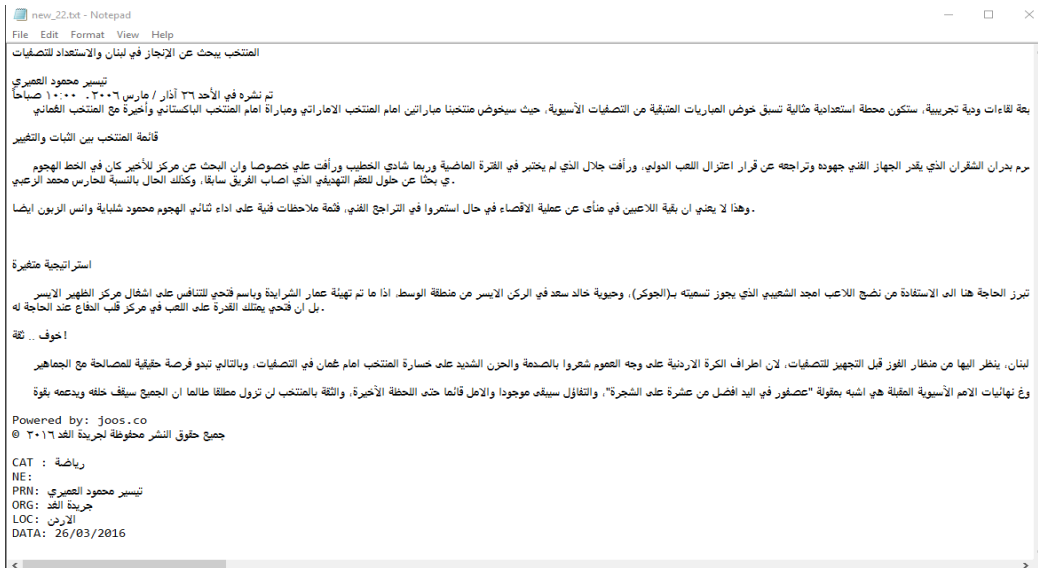 new_22.txt - Notepad
File Edit Format View Help
المنتخب يبحث عن الإنجاز في لبنان والاستعداد للتصفيات
تيسير محمود العميري
تم نشره في الأحد ٢٦ آذار / مارس ٢٠٠٦. ١٠:٠٠ صباحاً
بعة لقاءات ودية تجريبية، ستكون محطة استعدادية مثالية تسبق خوض المباريات المتبقية من التصفيات الآسيوية، حيث سيخوض منتخبنا مباراتين امام المنتخب الاماراتي ومباراة امام المنتخب الباكستاني وأخيرة مع المنتخب العُماني
قائمة المنتخب بين الثبات والتغيير
رم بدران الشقران الذي يقدر الجهاز الفني جهوده وتراجعه عن قرار اعتزال اللعب الدولي، ورأفت جلال الذي لم يختبر في الفترة الماضية وربما شادي الخطيب ورأفت علي خصوصا وان البحث عن مركز للأخير كان في الخط الهجوم
ي بحثا عن حلول للعقم التهديفي الذي اصاب الفريق سابقا، وكذلك الحال بالنسبة للحارس محمد الزعبي.
وهذا لا يعني ان بقية اللاعبين في منأى عن عملية الاقصاء في حال استمروا في التراجع الفني، فثمة ملاحظات فنية على اداء ثنائي الهجوم محمود شلباية وانس الزبون ايضا.
استراتيجية متغيرة
تبرز الحاجة هنا الى الاستفادة من نضج اللاعب امجد الشعيبي الذي يجوز تسميته بـ(الجوكر)، وحيوية خالد سعد في الركن الايسر من منطقة الوسط، اذا ما تم تهيئة عمار الشرايدة وباسم فتحي للتنافس على اشغال مركز الظهير الايسر
بل ان فتحي يمتلك القدرة على اللعب في مركز قلب الدفاع عند الحاجة له.
خوف .. ثقة!
لبنان، ينظر اليها من منظار الفوز قبل التجهيز للتصفيات، لان اطراف الكرة الاردنية على وجه العموم شعروا بالصدمة والحزن الشديد على خسارة المنتخب امام عُمان في التصفيات، وبالتالي تبدو فرصة حقيقية للمصالحة مع الجماهير
وغ نهائيات الامم الآسيوية المقبلة هي اشبه بمقولة "عصفور في اليد افضل من عشرة على الشجرة"، والتفاؤل سيبقى موجودا والامل قائما حتى اللحظة الأخيرة، والثقة بالمنتخب لن تزول مطلقا طالما ان الجميع سيقف خلفه ويدعمه بقوة
Powered by: joos.co
جميع حقوق النشر محفوظة لجريدة الغد ٢٠١٦ ©
CAT : رياضة
NE:
PRN: تيسير محمود العميري
ORG: جريدة الغد
LOC: الاردن
DATA: 26/03/2016